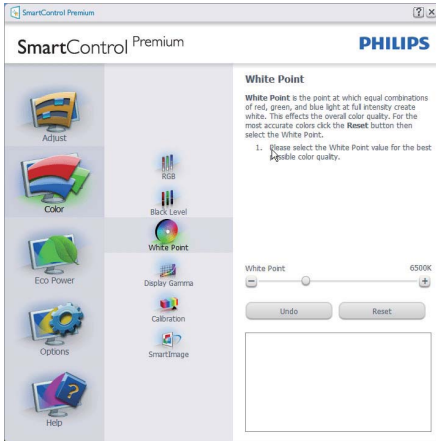 SmartControl Premium
SmartControl Premium
PHILIPS
Adjust
Color
Eco Power
Options
Help
RGB
Black Level
White Point
Display Gamma
Calibration
SmartImage
White Point
White Point is the point at which equal combinations
of red, green, and blue light at full intensity create
white. This effects the overall color quality. For the
most accurate colors click the Reset button then
select the White Point.
1. Please select the White Point value for the best
possible color quality.
White Point 6500K
Undo Reset